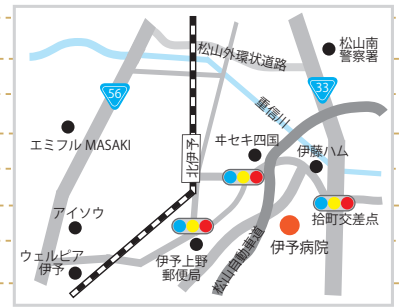 松山外環状道路
松山南
警察署
56
33
重信川
エミフル MASAKI
北伊予
ヰセキ四国
伊藤ハム
アイソウ
拾町交差点
伊予病院
ウェルピア
伊予
伊予上野
郵便局
松山自動車道